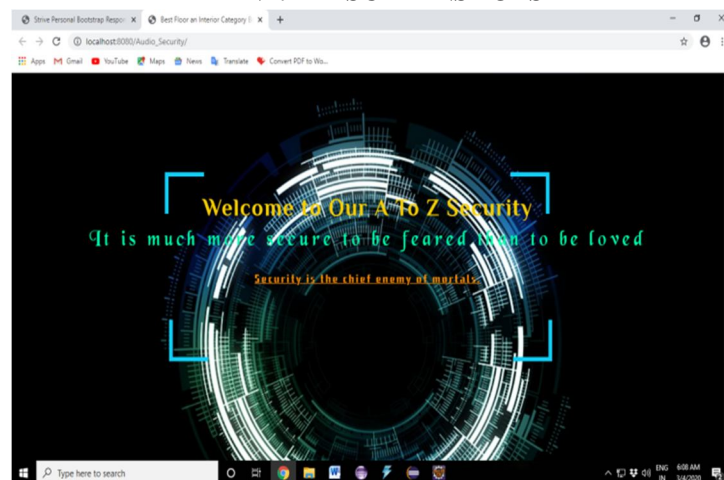 Strive Personal Bootstrap Respor
Best Floor an Interior Category
localhost:8080/Audio_Security/
Apps Gmail YouTube Maps News Translate Convert PDF to Wo...
Welcome to Our A To Z Security
It is much more secure to be feared than to be loved
Security is the chief enemy of mortals.
Type here to search
ENG 6:08 AM
IN 3/4/2020